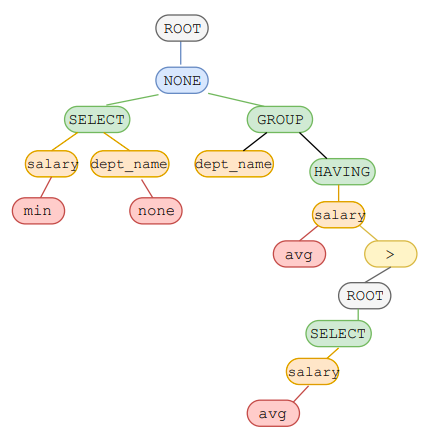 ROOT
NONE
SELECT GROUP
salary dept_name dept_name
HAVING
min none
salary
avg >
ROOT
SELECT
salary
avg